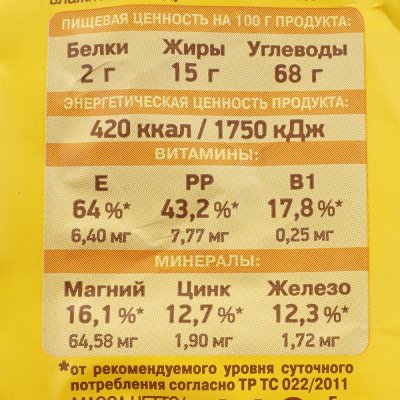 ПИЩЕВАЯ ЦЕННОСТЬ НА 100 Г ПРОДУКТА:
Белки Жиры Углеводы
2 г 15 г 68 г
ЭНЕРГЕТИЧЕСКАЯ ЦЕННОСТЬ ПРОДУКТА:
420 ккал / 1750 кДж
ВИТАМИНЫ:
E PP B1
64 %* 43,2 %* 17,8 %*
6,40 мг 7,77 мг 0,25 мг
МИНЕРАЛЫ:
Магний Цинк Железо
16,1 %* 12,7 %* 12,3 %*
64,58 мг 1,90 мг 1,72 мг
*от рекомендуемого уровня суточного
потребления согласно ТР ТС 022/2011
МАССА НЕТТО